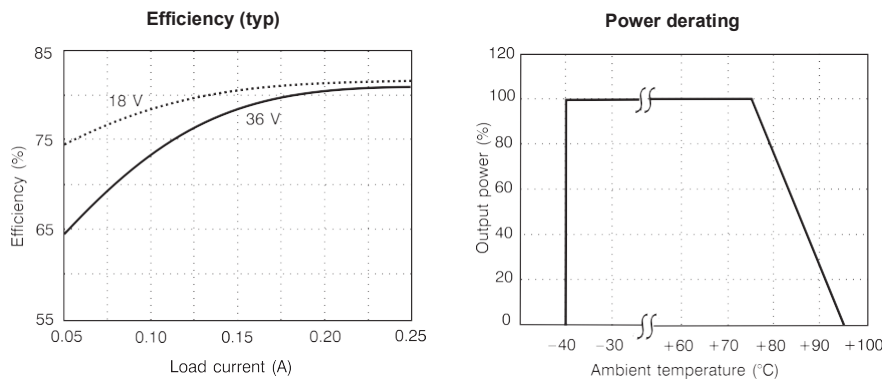 Efficiency (typ)
85
75
65
55
Efficiency (%)
18 V
36 V
0.05 0.10 0.15 0.20 0.25
Load current (A)
Power derating
120
100
80
60
40
20
0
Output power (%)
−40 −30 +60 +70 +80 +90 +100
Ambient temperature (°C)